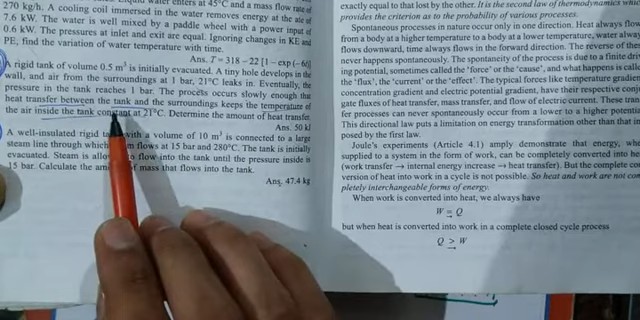 water enters at 45°C and a mass flow rate of
270 kg/h. A cooling coil immersed in the water removes energy at the rate of
7.6 kW. The water is well mixed by a paddle wheel with a power input of
0.6 kW. The pressures at inlet and exit are equal. Ignoring changes in KE and
PE, find the variation of water temperature with time.
Ans. T = 318 – 22 [1 – exp (– 6t)]
A rigid tank of volume 0.5 m³ is initially evacuated. A tiny hole develops in the
wall, and air from the surroundings at 1 bar, 21°C leaks in. Eventually, the
pressure in the tank reaches 1 bar. The process occurs slowly enough that
heat transfer between the tank and the surroundings keeps the temperature of
the air inside the tank constant at 21°C. Determine the amount of heat transfer.
Ans. 50 kJ
A well-insulated rigid with a volume of 10 m³ is connected to a large
steam line through which flows at 15 bar and 280°C. The tank is initially
evacuated. Steam is to flow into the tank until the pressure inside is
15 bar. Calculate the of mass that flows into the tank.
Ans. 47.4 kg
exactly equal to that lost by the other. It is the second law of thermodynamics
provides the criterion as to the probability of various processes.
Spontaneous processes in nature occur only in one direction. Heat always
from a body at a higher temperature to a body at a lower temperature, water
flows downward, time always flows in the forward direction. The reverse of
never happens spontaneously. The spontaneity of the process is due to a finite
ing potential, sometimes called the 'force' or the 'cause', and what happens is
the 'flux', the 'current' or the 'effect'. The typical forces like temperature
concentration gradient and electric potential gradient, have their respective
gate fluxes of heat transfer, mass transfer, and flow of electric current. These
fer processes can never spontaneously occur from a lower to a higher
This directional law puts a limitation on energy transformation other than that
posed by the first law.
Joule's experiments (Article 4.1) amply demonstrate that energy,
supplied to a system in the form of work, can be completely converted into
(work transfer → internal energy increase → heat transfer). But the complete
version of heat into work in a cycle is not possible. So heat and work are not
pletely interchangeable forms of energy.
When work is converted into heat, we always have
W = Q
but when heat is converted into work in a complete closed cycle process
Q > W